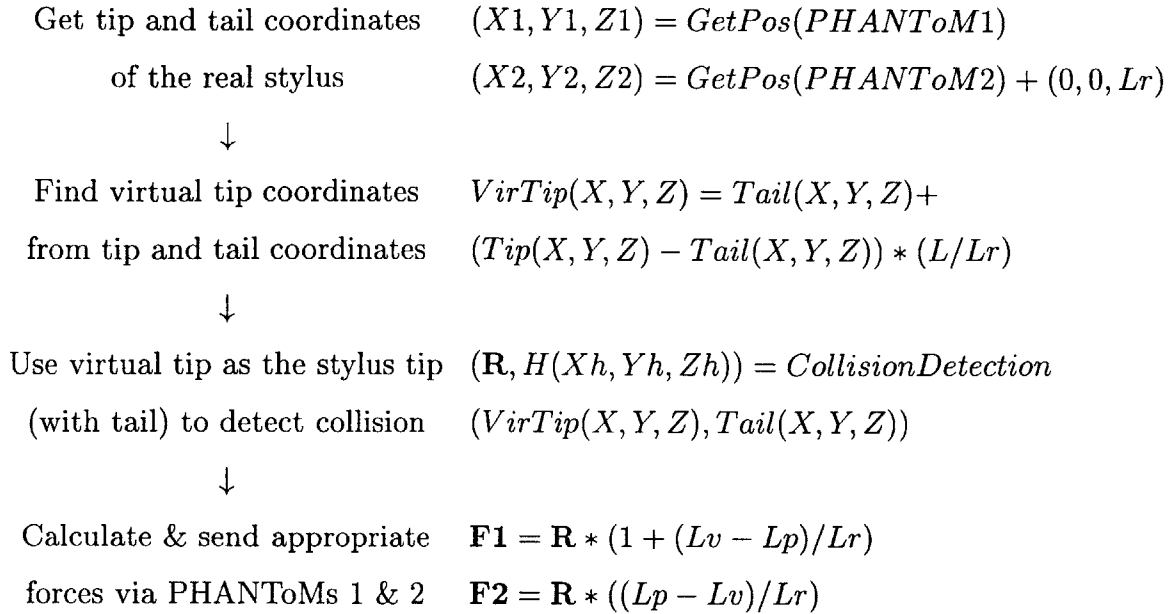 Get tip and tail coordinates (X1, Y1, Z1) = GetPos(PHANToM1)
of the real stylus (X2, Y2, Z2) = GetPos(PHANToM2) + (0, 0, Lr)
↓
Find virtual tip coordinates VirTip(X, Y, Z) = Tail(X, Y, Z)+
from tip and tail coordinates (Tip(X, Y, Z) − Tail(X, Y, Z)) * (L/Lr)
↓
Use virtual tip as the stylus tip (R, H(Xh, Yh, Zh)) = CollisionDetection
(with tail) to detect collision (VirTip(X, Y, Z), Tail(X, Y, Z))
↓
Calculate & send appropriate F1 = R * (1 + (Lv − Lp)/Lr)
forces via PHANToMs 1 & 2 F2 = R * ((Lp − Lv)/Lr)